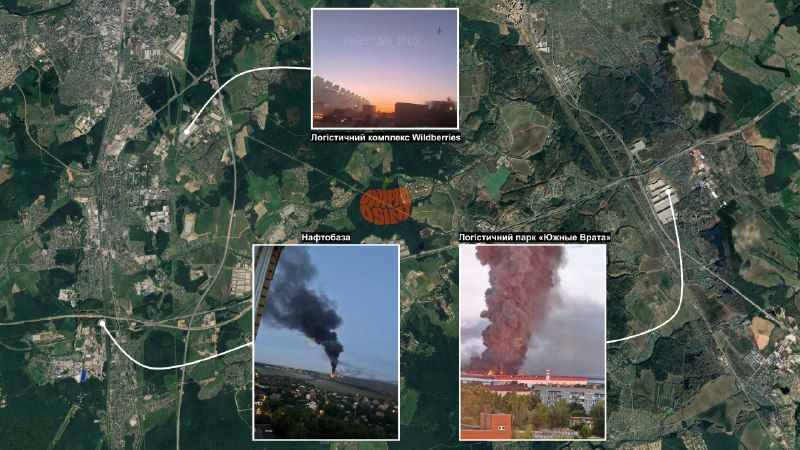 exilenova_plus
Логістичний комплекс Wildberries
Нафтобаза
Логістичний парк «Южные Врата»